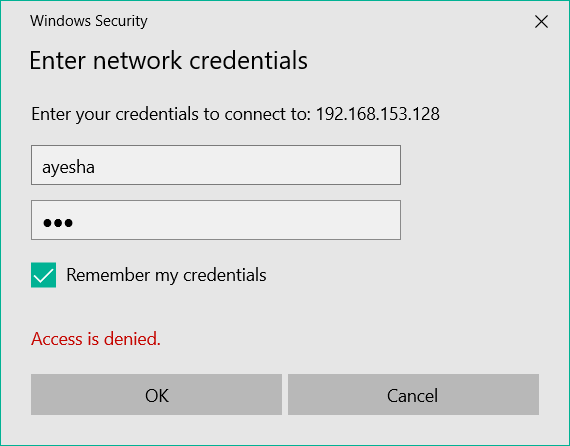 Windows Security
Enter network credentials
Enter your credentials to connect to: 192.168.153.128
ayesha
●●●
Remember my credentials
Access is denied.
OK Cancel